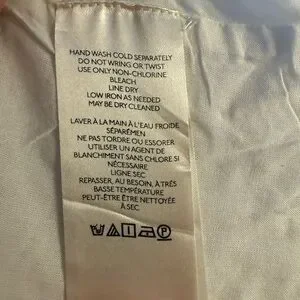 HAND WASH COLD SEPARATELY
DO NOT WRING OR TWIST
USE ONLY NON-CHLORINE
BLEACH
LINE DRY
LOW IRON AS NEEDED
MAY BE DRY CLEANED
LAVER À LA MAIN À L'EAU FROIDE
SÉPARÉMEN
NE PAS TORDRE OU ESSORER
UTILISER UN AGENT DE
BLANCHIMENT SANS CHLORE SI
NÉCESSAIRE
LIGNE SEC
REPASSER, AU BESOIN, À TRÉS
BASSE TEMPÉRATURE
PEUT-ÊTRE ÊTRE NETTOYÉE
À SEC